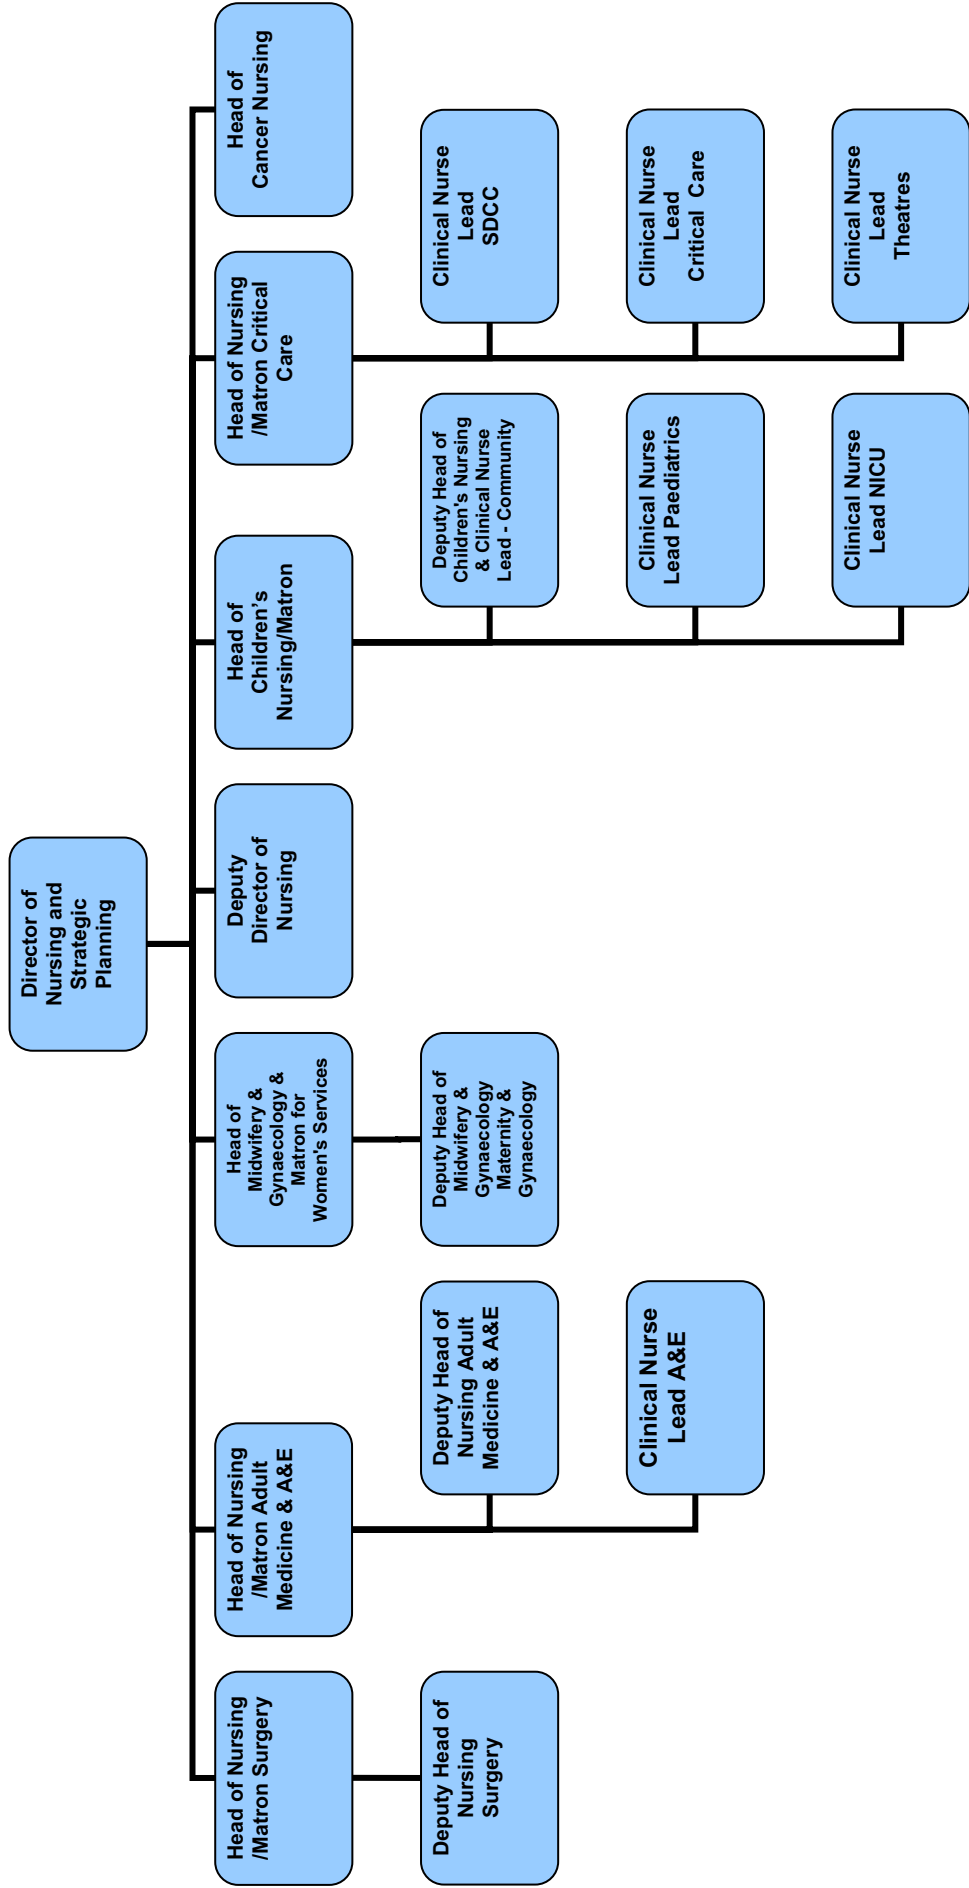 Director of
Nursing and
Strategic
Planning
Head of Nursing
/Matron Surgery
Head of Nursing
/Matron Adult
Medicine & A&E
Head of
Midwifery &
Gynaecology &
Matron for
Women's Services
Deputy
Director of
Nursing
Head of
Children’s
Nursing/Matron
Head of Nursing
/Matron Critical
Care
Head of
Cancer Nursing
Deputy Head of
Nursing
Surgery
Deputy Head of
Nursing Adult
Medicine & A&E
Deputy Head of
Midwifery &
Gynaecology
Maternity &
Gynaecology
Deputy Head of
Children's Nursing
& Clinical Nurse
Lead - Community
Clinical Nurse
Lead
SDCC
Clinical Nurse
Lead A&E
Clinical Nurse
Lead Paediatrics
Clinical Nurse
Lead
Critical Care
Clinical Nurse
Lead NICU
Clinical Nurse
Lead
Theatres